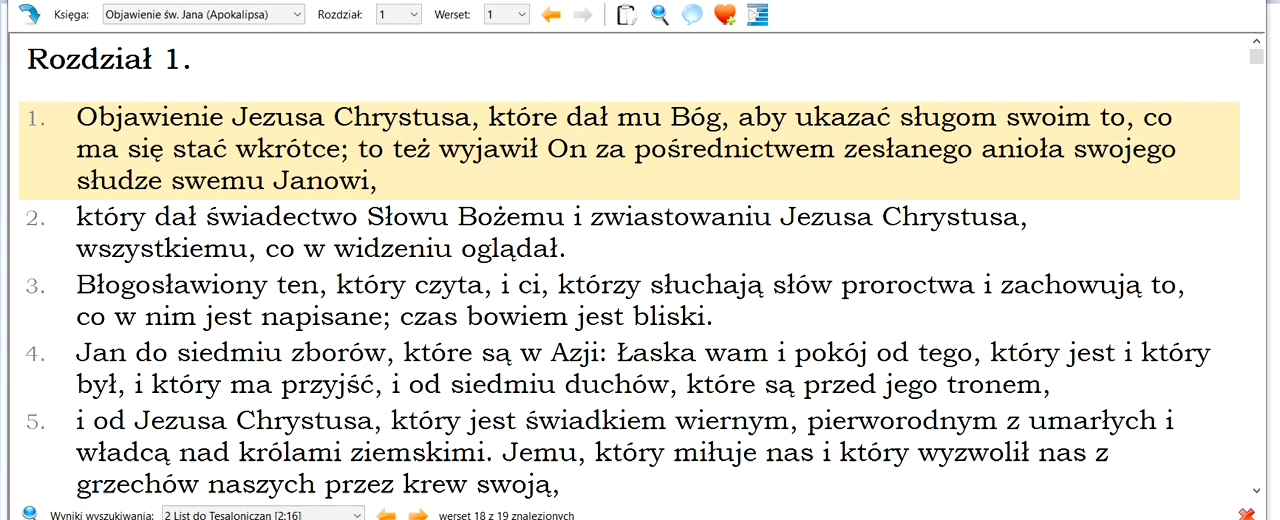 Księga: Objawienie św. Jana (Apokalipsa) Rozdział: 1 Werset: 1
Rozdział 1.
1. Objawienie Jezusa Chrystusa, które dał mu Bóg, aby ukazać sługom swoim to, co
ma się stać wkrótce; to też wyjawił On za pośrednictwem zesłanego anioła swojego
słudze swemu Janowi,
2. który dał świadectwo Słowu Bożemu i zwiastowaniu Jezusa Chrystusa,
wszystkiemu, co w widzeniu oglądał.
3. Błogosławiony ten, który czyta, i ci, którzy słuchają słów proroctwa i zachowują to,
co w nim jest napisane; czas bowiem jest bliski.
4. Jan do siedmiu zborów, które są w Azji: Łaska wam i pokój od tego, który jest i który
był, i który ma przyjść, i od siedmiu duchów, które są przed jego tronem,
5. i od Jezusa Chrystusa, który jest świadkiem wiernym, pierworodnym z umarłych i
władcą nad królami ziemskimi. Jemu, który miłuje nas i który wyzwolił nas z
grzechów naszych przez krew swoją,
Wyniki wyszukiwania: 2 List do Tesaloniczan [2:16] werset 18 z 19 znalezionych